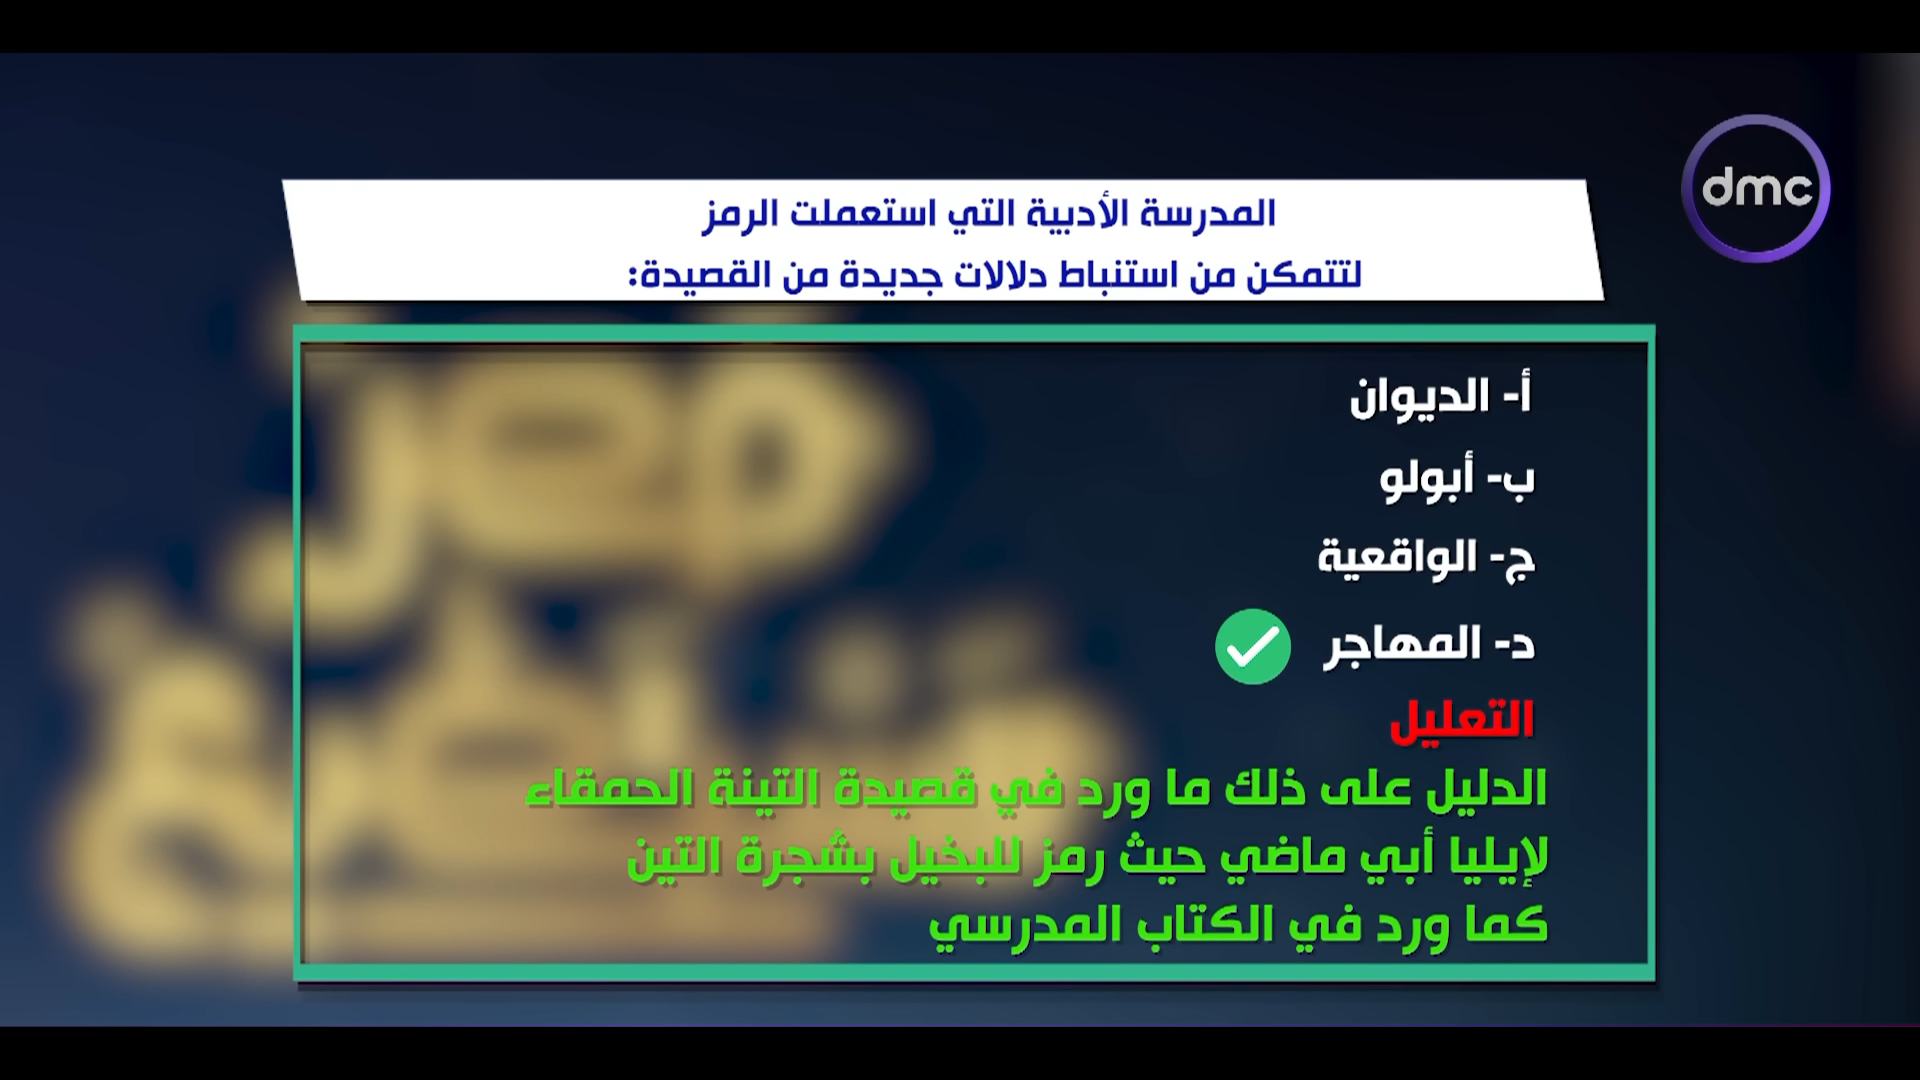 dmc
المدرسة الأدبية التي استعملت الرمز
لتتمكن من استنباط دلالات جديدة من القصيدة:
أ- الديوان
ب- أبولو
ج- الواقعية
د- المهاجر
التعليل
الدليل على ذلك ما ورد في قصيدة التينة الحمقاء
لإيليا أبي ماضي حيث رمز للبخيل بشجرة التين
كما ورد في الكتاب المدرسي